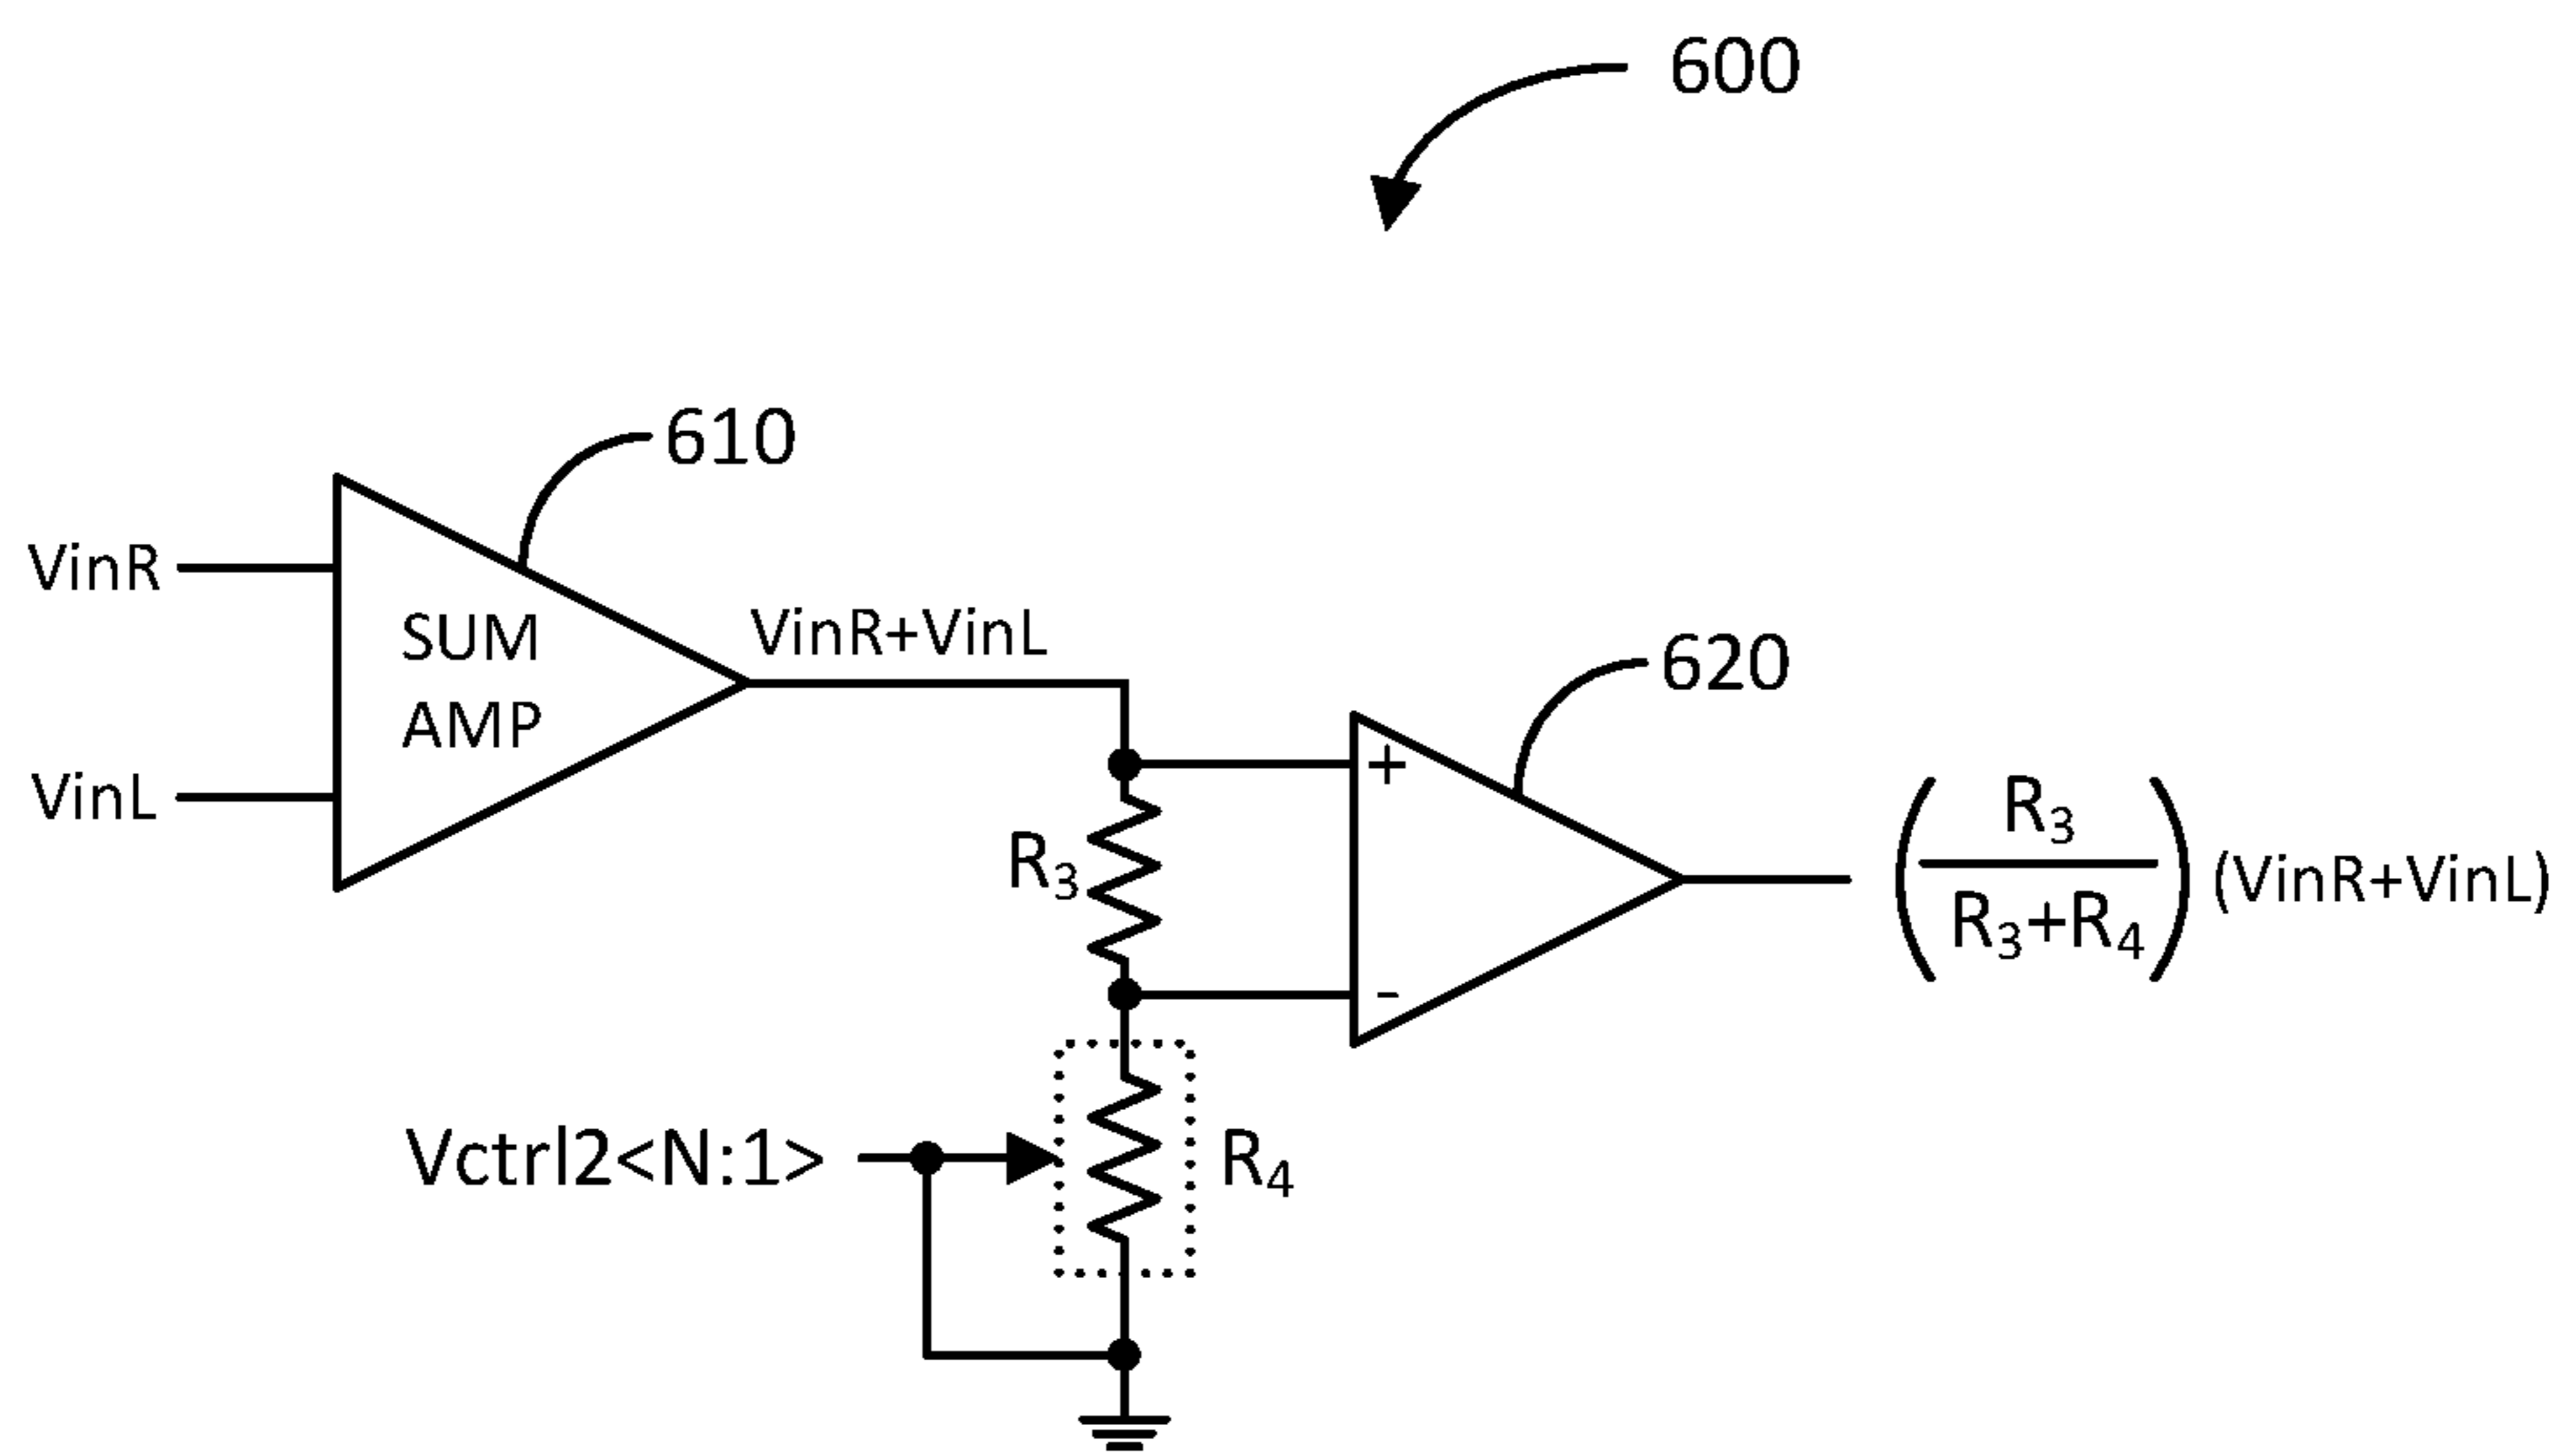 600
610
VinR
SUM
AMP
VinR+VinL
VinL
620
+
-
R₃
R₃
R₃+R₄
(VinR+VinL)
Vctrl2<N:1>
R₄